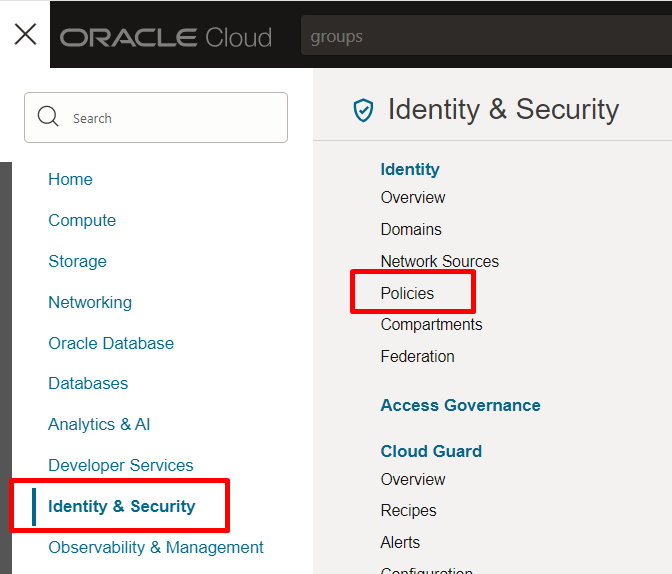 ORACLE Cloud
groups
Search
Home
Compute
Storage
Networking
Oracle Database
Databases
Analytics & AI
Developer Services
Identity & Security
Observability & Management
Identity & Security
Identity
Overview
Domains
Network Sources
Policies
Compartments
Federation
Access Governance
Cloud Guard
Overview
Recipes
Alerts
Configuration